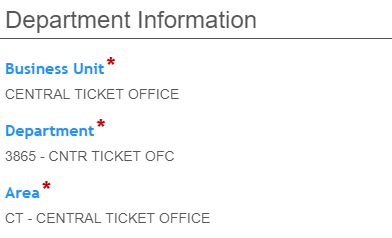 Department Information
Business Unit*
CENTRAL TICKET OFFICE
Department*
3865 - CNTR TICKET OFC
Area*
CT - CENTRAL TICKET OFFICE